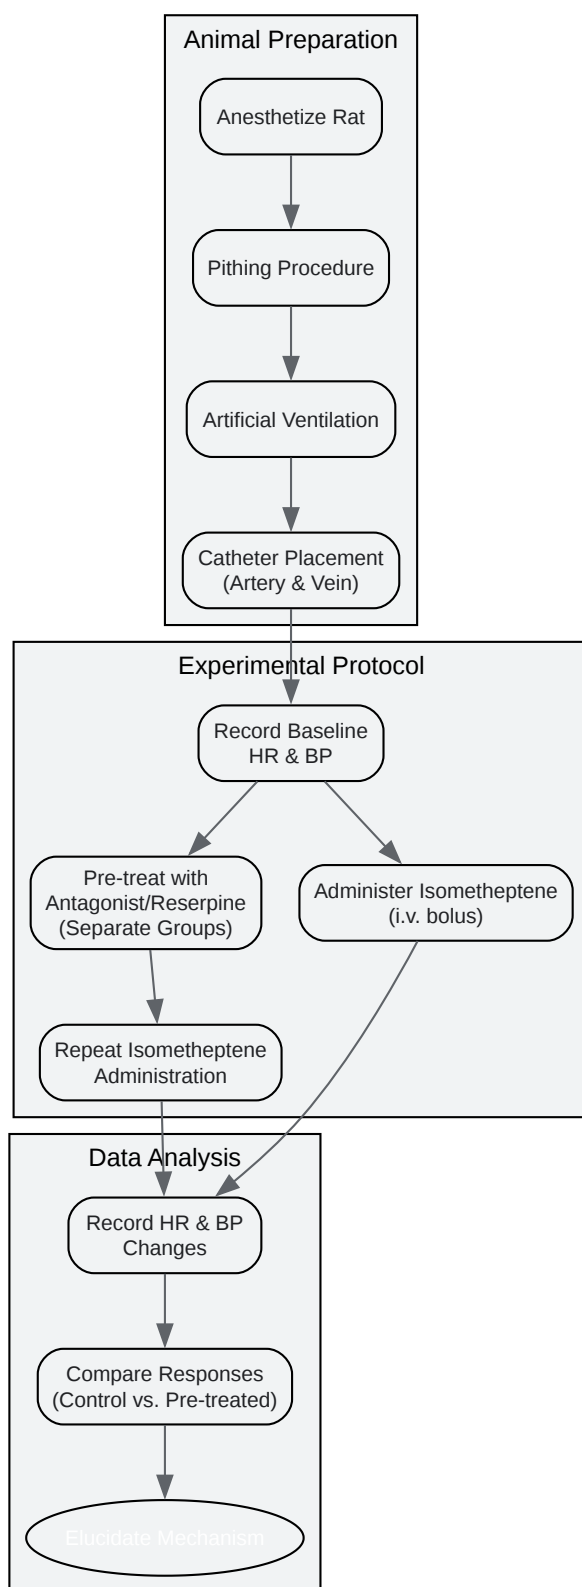 Animal Preparation
Anesthetize Rat
Pithing Procedure
Artificial Ventilation
Catheter Placement
(Artery & Vein)
Experimental Protocol
Record Baseline
HR & BP
Pre-treat with
Antagonist/Reserpine
(Separate Groups)
Administer Isometheptene
(i.v. bolus)
Repeat Isometheptene
Administration
Data Analysis
Record HR & BP
Changes
Compare Responses
(Control vs. Pre-treated)
Elucidate Mechanism